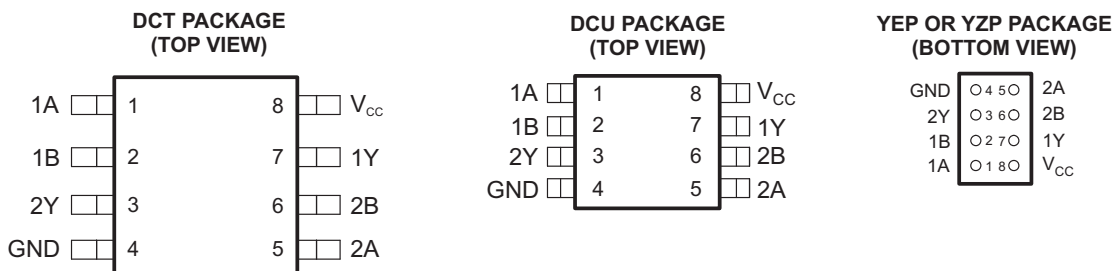 DCT PACKAGE
(TOP VIEW)
1A 1 8 VCC
1B 2 7 1Y
2Y 3 6 2B
GND 4 5 2A
DCU PACKAGE
(TOP VIEW)
1A 1 8 VCC
1B 2 7 1Y
2Y 3 6 2B
GND 4 5 2A
YEP OR YZP PACKAGE
(BOTTOM VIEW)
GND 4 5 2A
2Y 3 6 2B
1B 2 7 1Y
1A 1 8 VCC